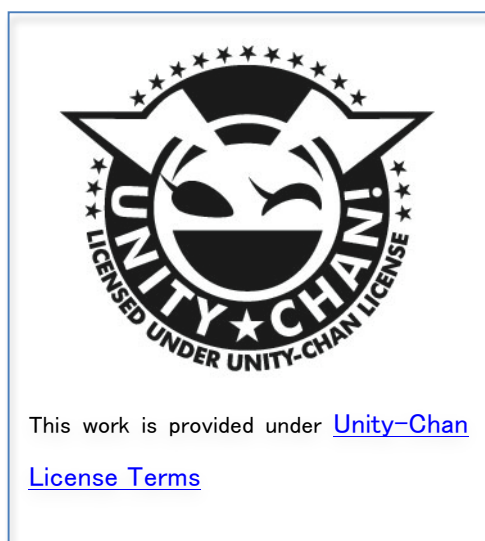 UNITY★CHAN!
LICENSED UNDER UNITY-CHAN LICENSE
This work is provided under Unity-Chan
License Terms